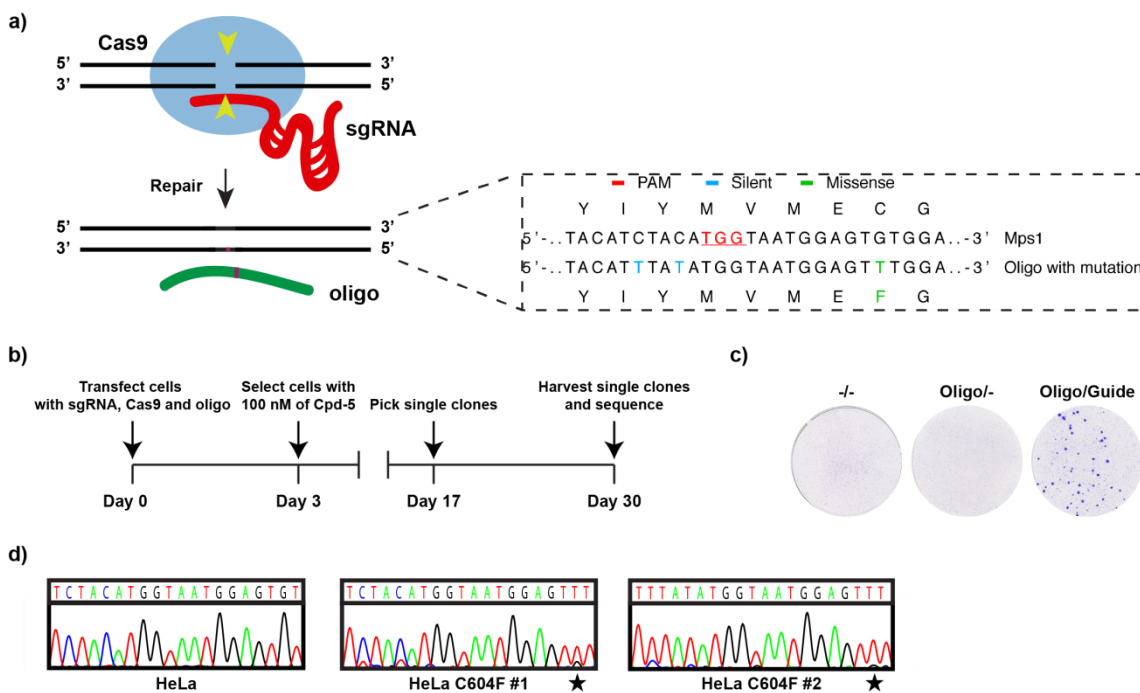 a)
Cas9
5' 3'
3' 5'
sgRNA
Repair
5' 3'
3' 5'
oligo
PAM Silent Missense
Y I Y M V M E C G
5'-..TACATCTACATGGTAATGGAGTGTGGA..-3' Mps1
5'-..TACATTTATATGGTAATGGAGTTTGGA..-3' Oligo with mutation
Y I Y M V M E F G
b)
Transfect cells
with sgRNA, Cas9 and oligo
Select cells with
100 nM of Cpd-5
Pick single clones
Harvest single clones
and sequence
Day 0 Day 3 Day 17 Day 30
c)
-/- Oligo/- Oligo/Guide
d)
TCTACATGGTAATGGAGTGT
HeLa
TCTACATGGTAATGGAGTTT
HeLa C604F #1
TTTATATGGTAATGGAGTTT
HeLa C604F #2